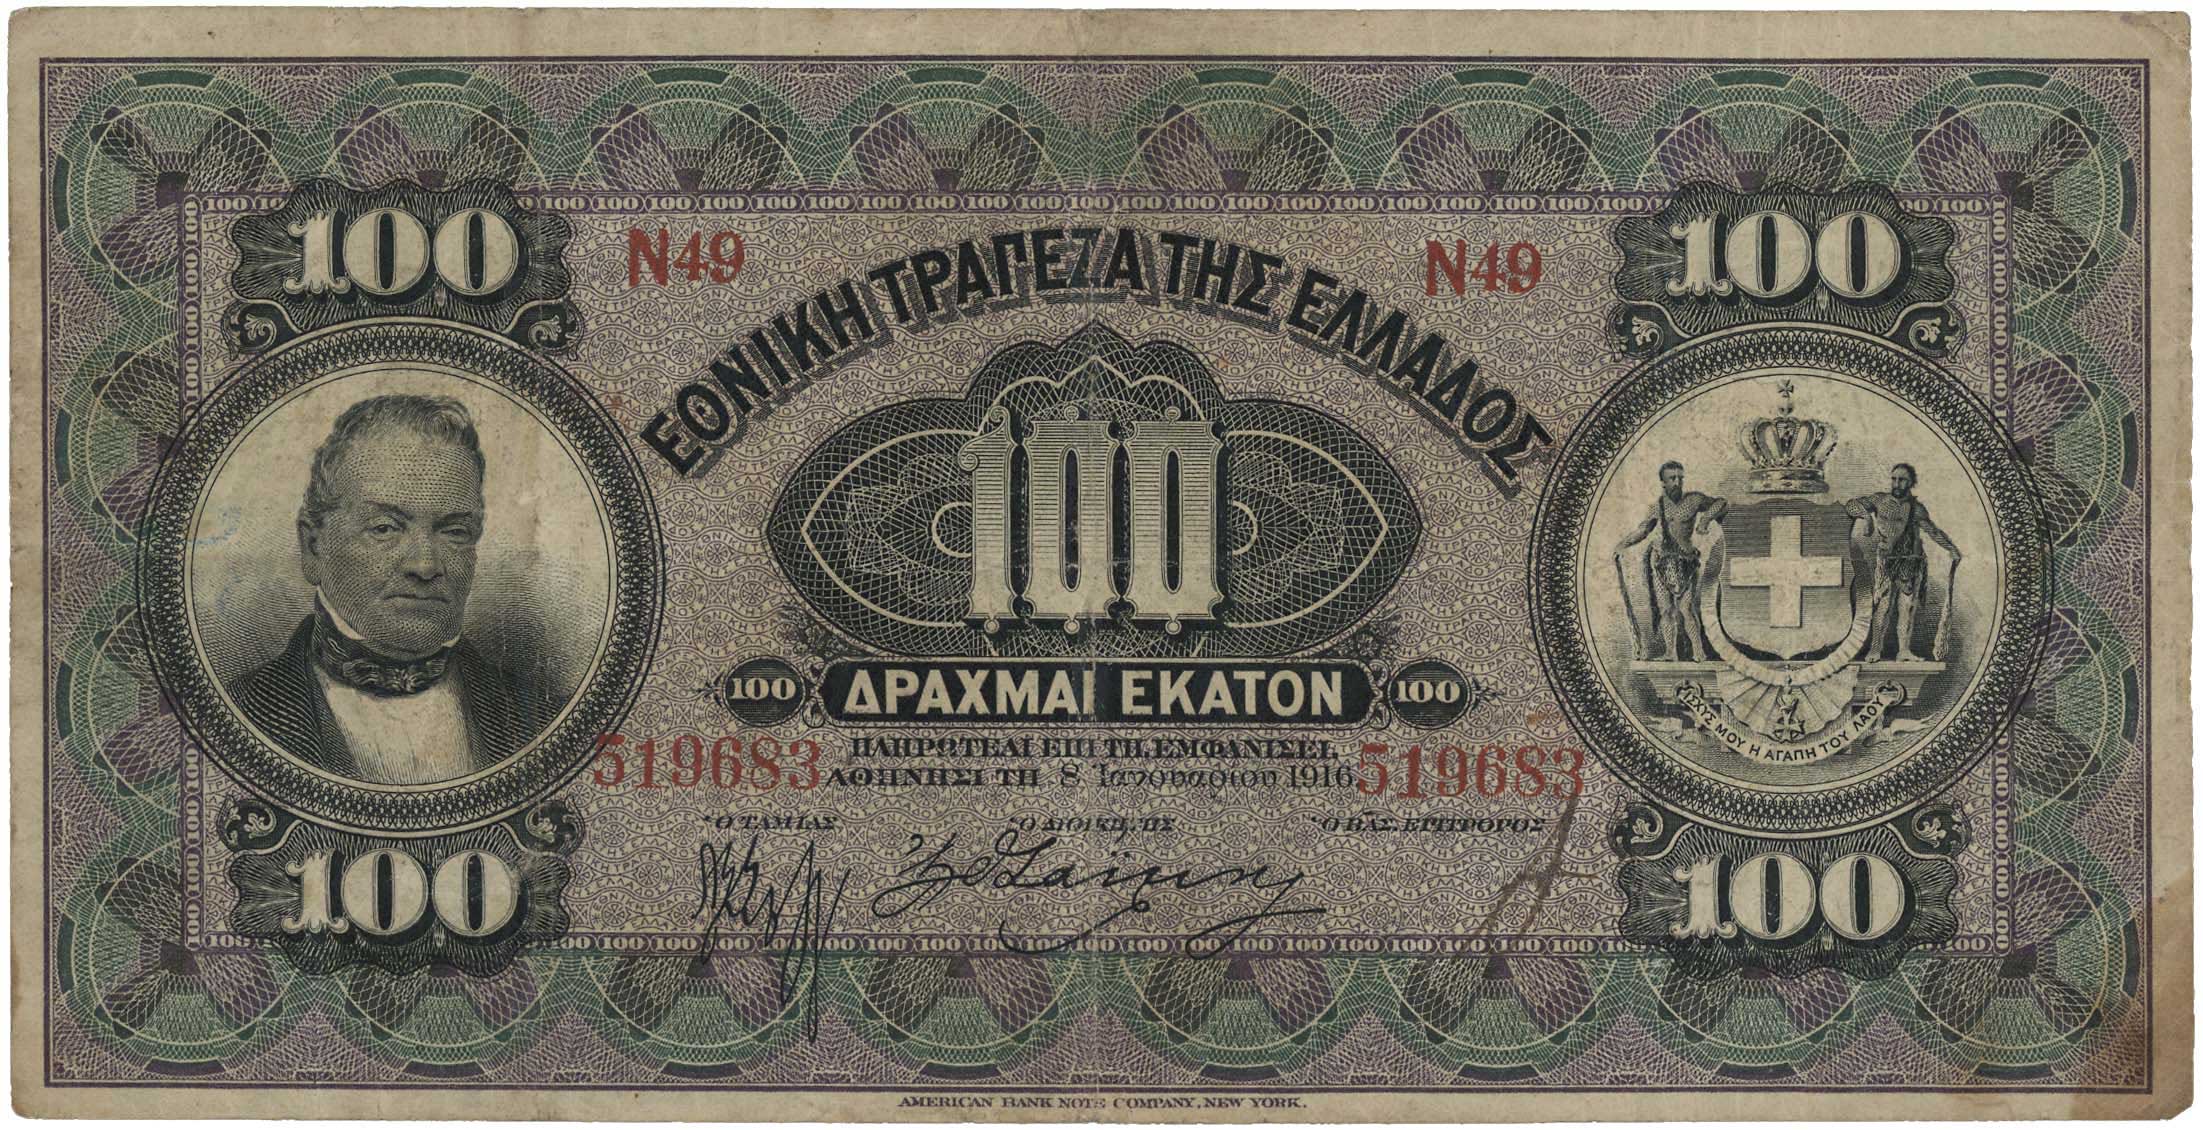 100 100
N49 N49
ΕΘΝΙΚΗ ΤΡΑΠΕΖΑ ΤΗΣ ΕΛΛΑΔΟΣ
100
100 ΔΡΑΧΜΑΙ ΕΚΑΤΟΝ 100
ΠΛΗΡΩΤΕΑΙ ΕΠΙ ΤΗ ΕΜΦΑΝΙΣΕΙ
519683 ΑΘΗΝΗΣΙ ΤΗ 8 Ἰανουαρίου 1916 519683
ΙΣΧΥΣ ΜΟΥ Η ΑΓΑΠΗ ΤΟΥ ΛΑΟΥ
Ὁ ΤΑΜΙΑΣ Ὁ ΔΙΟΙΚΗΤΗΣ Ὁ ΒΑΣ. ΕΠΙΤΡΟΠΟΣ
100 100
AMERICAN BANK NOTE COMPANY, NEW YORK.